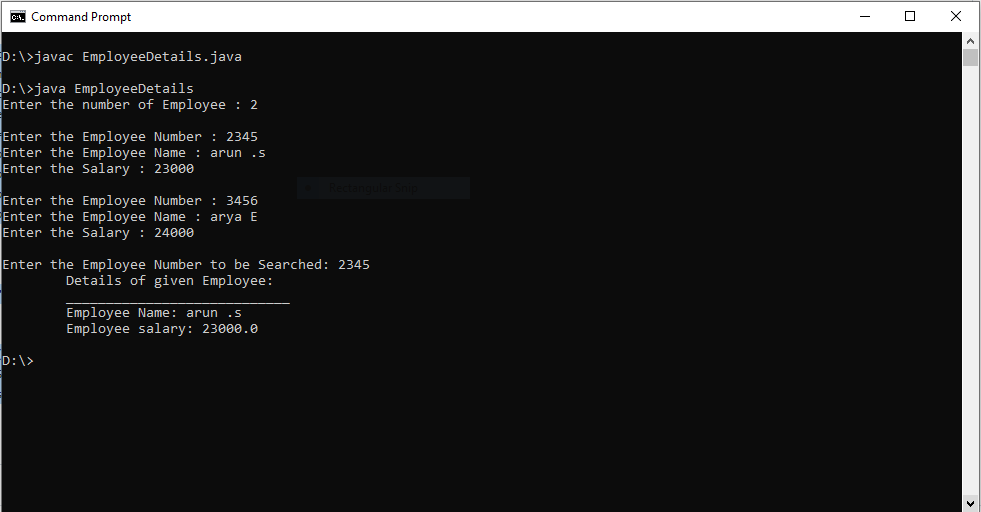 Command Prompt
D:\>javac EmployeeDetails.java
D:\>java EmployeeDetails
Enter the number of Employee : 2
Enter the Employee Number : 2345
Enter the Employee Name : arun .s
Enter the Salary : 23000
Rectangular Snip
Enter the Employee Number : 3456
Enter the Employee Name : arya E
Enter the Salary : 24000
Enter the Employee Number to be Searched: 2345
Details of given Employee:
____________________________
Employee Name: arun .s
Employee salary: 23000.0
D:\>